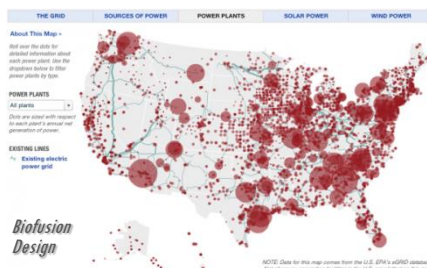 THE GRID
SOURCES OF POWER
POWER PLANTS
SOLAR POWER
WIND POWER
About This Map »
Roll over the dots for
detailed information about
each power plant. Use the
dropdown below to filter
power plants by type.
POWER PLANTS
All plants
Dots are sized with respect
to each plant's annual net
generation of power.
EXISTING LINES
Existing electric
power grid
Biofusion
Design
NOTE: Data for this map comes from the U.S. EPA's eGRID databa